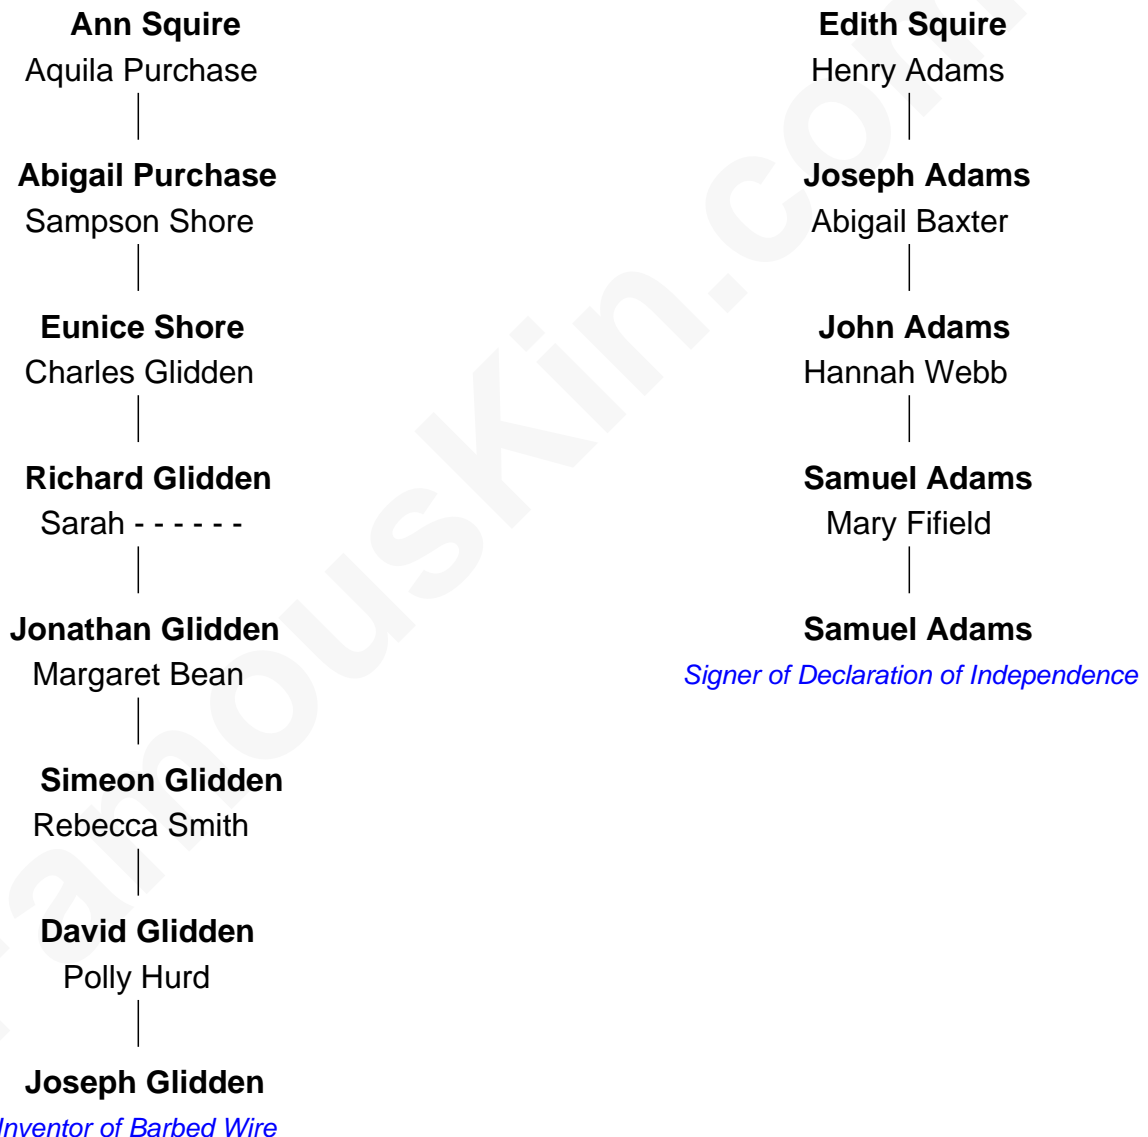 Ann Squire
Aquila Purchase
Abigail Purchase
Sampson Shore
Eunice Shore
Charles Glidden
Richard Glidden
Sarah - - - - - -
Jonathan Glidden
Margaret Bean
Simeon Glidden
Rebecca Smith
David Glidden
Polly Hurd
Joseph Glidden
Inventor of Barbed Wire
Edith Squire
Henry Adams
Joseph Adams
Abigail Baxter
John Adams
Hannah Webb
Samuel Adams
Mary Fifield
Samuel Adams
Signer of Declaration of Independence
FamousKin.com